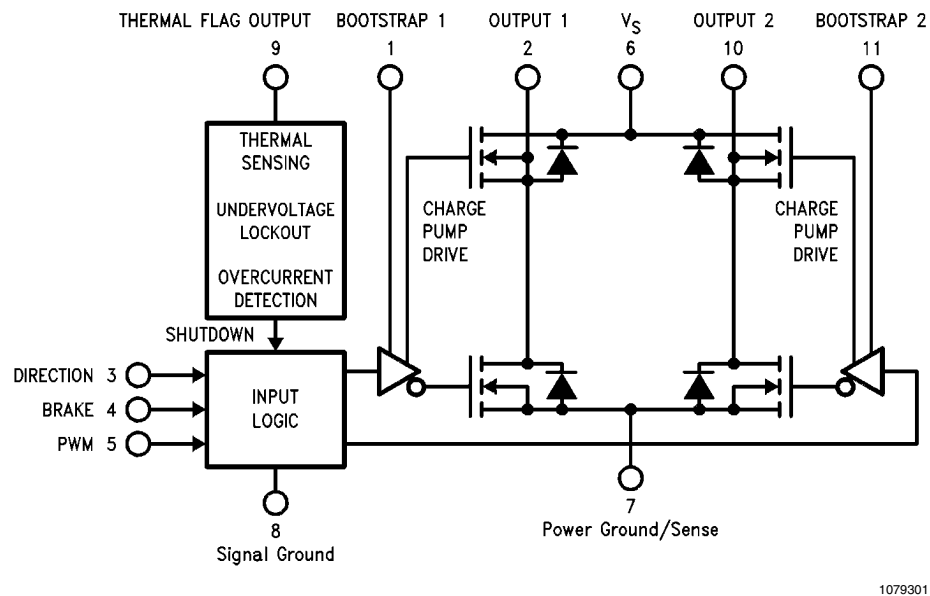 THERMAL FLAG OUTPUT
9
BOOTSTRAP 1
1
OUTPUT 1
2
VS
6
OUTPUT 2
10
BOOTSTRAP 2
11
THERMAL
SENSING
UNDERVOLTAGE
LOCKOUT
OVERCURRENT
DETECTION
CHARGE
PUMP
DRIVE
CHARGE
PUMP
DRIVE
SHUTDOWN
DIRECTION 3
BRAKE 4
PWM 5
INPUT
LOGIC
8
Signal Ground
7
Power Ground/Sense
1079301